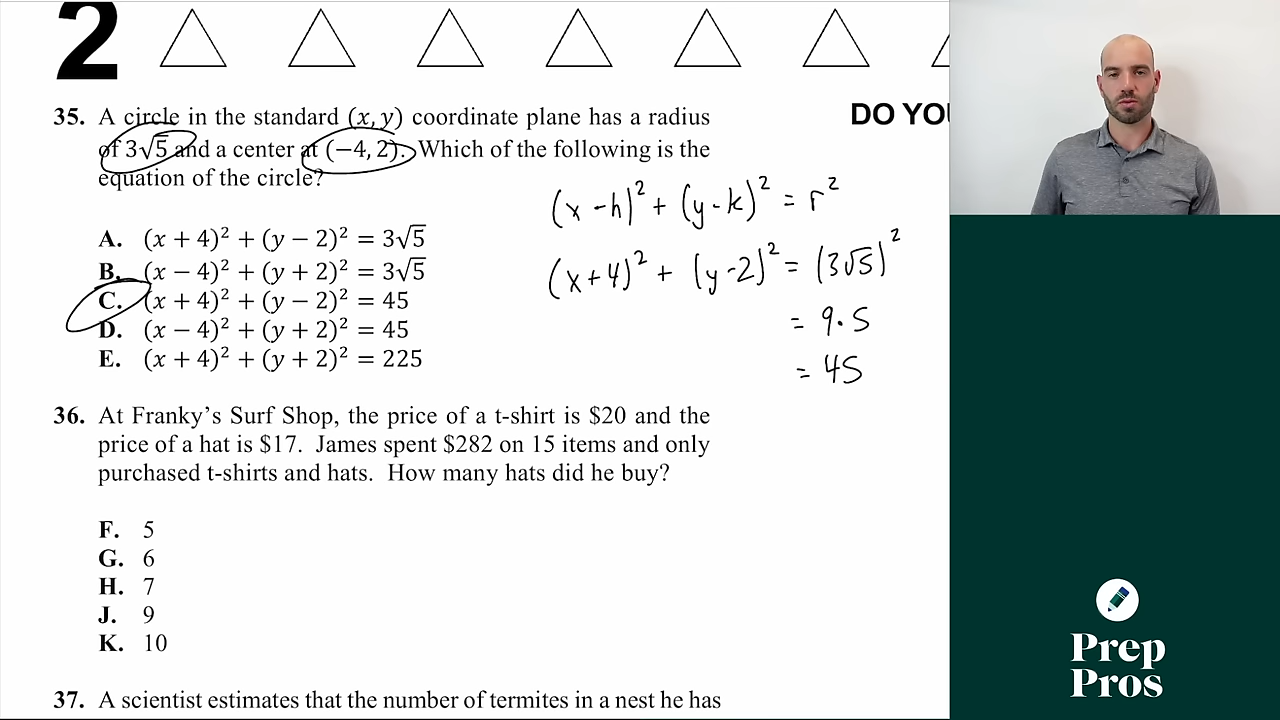 2
35. A circle in the standard (x, y) coordinate plane has a radius
of 3√5 and a center at (−4, 2). Which of the following is the
equation of the circle?
A. (x + 4)² + (y − 2)² = 3√5
B. (x − 4)² + (y + 2)² = 3√5
C. (x + 4)² + (y − 2)² = 45
D. (x − 4)² + (y + 2)² = 45
E. (x + 4)² + (y + 2)² = 225
DO YOU
(x - h)² + (y - k)² = r²
(x + 4)² + (y - 2)² = (3√5)²
= 9·5
= 45
36. At Franky's Surf Shop, the price of a t-shirt is $20 and the
price of a hat is $17. James spent $282 on 15 items and only
purchased t-shirts and hats. How many hats did he buy?
F. 5
G. 6
H. 7
J. 9
K. 10
37. A scientist estimates that the number of termites in a nest he has
Prep
Pros